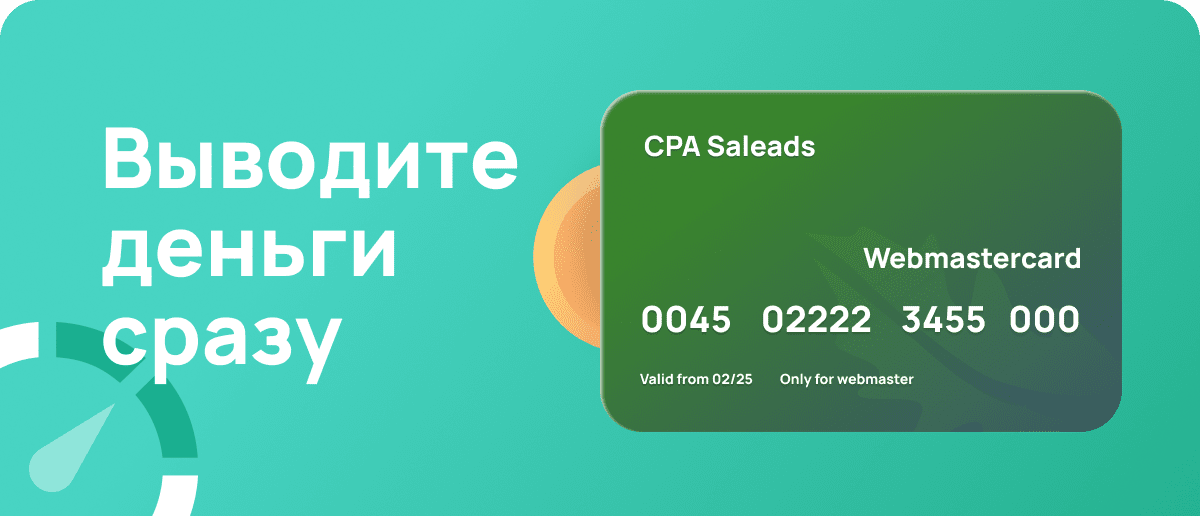 Выводите
деньги
сразу
CPA Saleads
Webmastercard
0045 02222 3455 000
Valid from 02/25 Only for webmaster